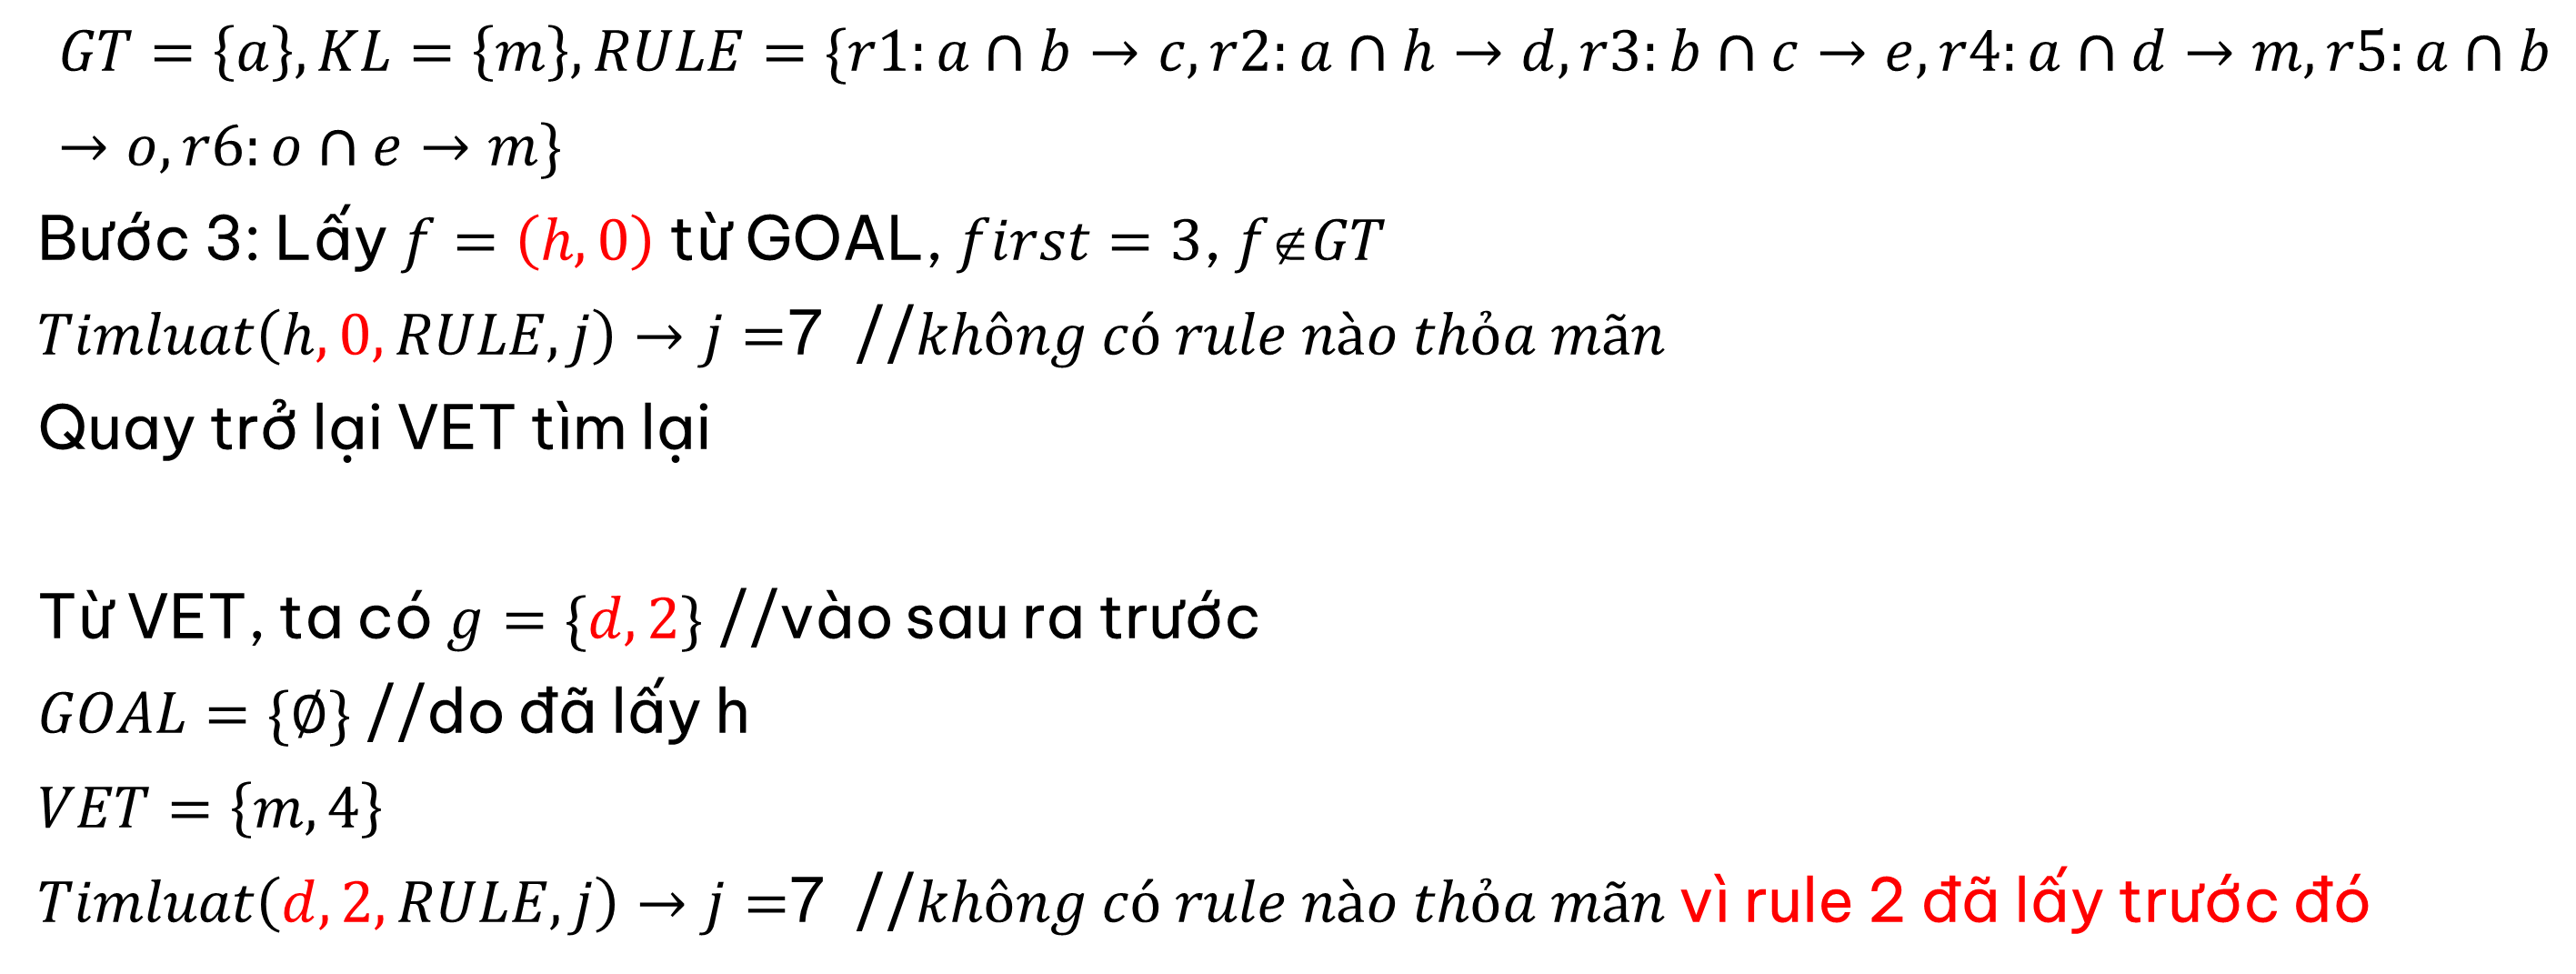 GT = {a}, KL = {m}, RULE = {r1: a ∩ b → c, r2: a ∩ h → d, r3: b ∩ c → e, r4: a ∩ d → m, r5: a ∩ b
→ o, r6: o ∩ e → m}
Bước 3: Lấy f = (h, 0) từ GOAL, first = 3, f ∉ GT
Timluat(h, 0, RULE, j) → j =7 //không có rule nào thỏa mãn
Quay trở lại VET tìm lại
Từ VET, ta có g = {d, 2} //vào sau ra trước
GOAL = {∅} //do đã lấy h
VET = {m, 4}
Timluat(d, 2, RULE, j) → j =7 //không có rule nào thỏa mãn vì rule 2 đã lấy trước đó